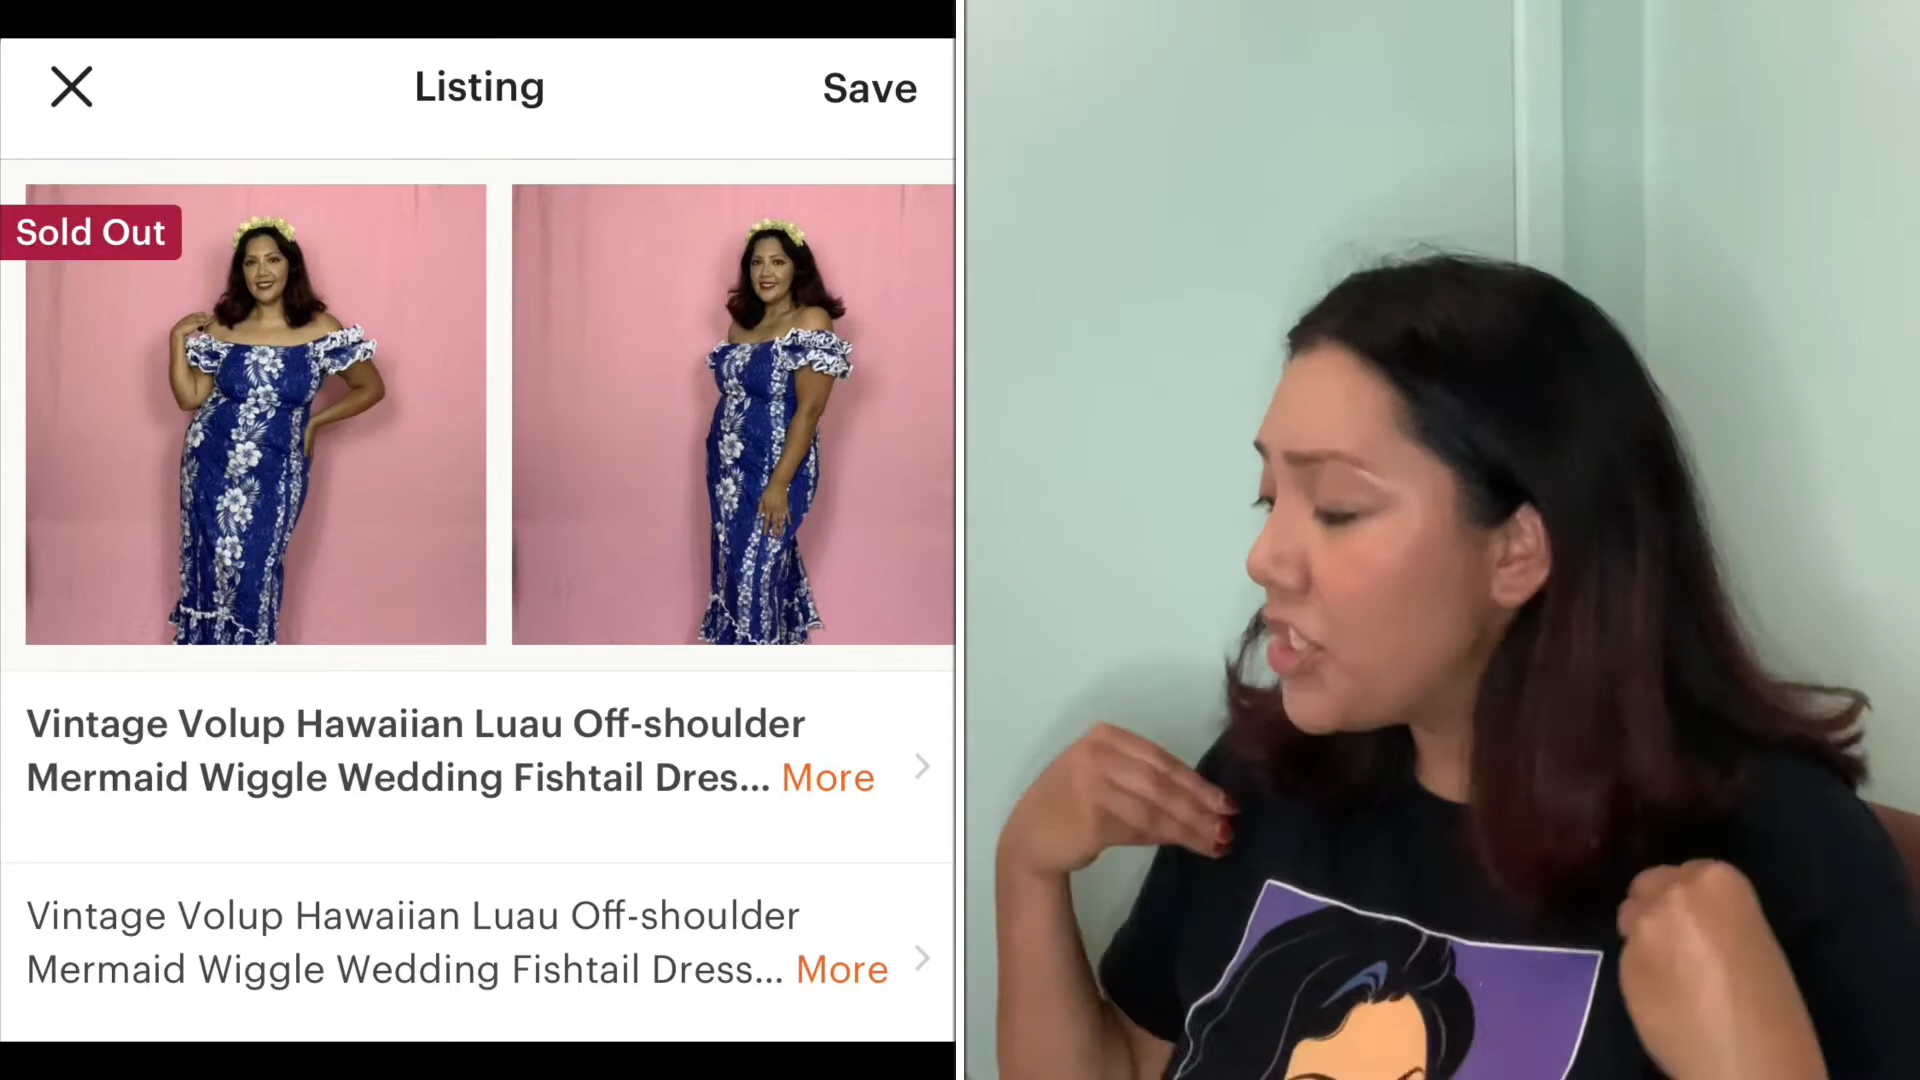 Listing
Save
Sold Out
Vintage Volup Hawaiian Luau Off-shoulder
Mermaid Wiggle Wedding Fishtail Dres... More
Vintage Volup Hawaiian Luau Off-shoulder
Mermaid Wiggle Wedding Fishtail Dress... More